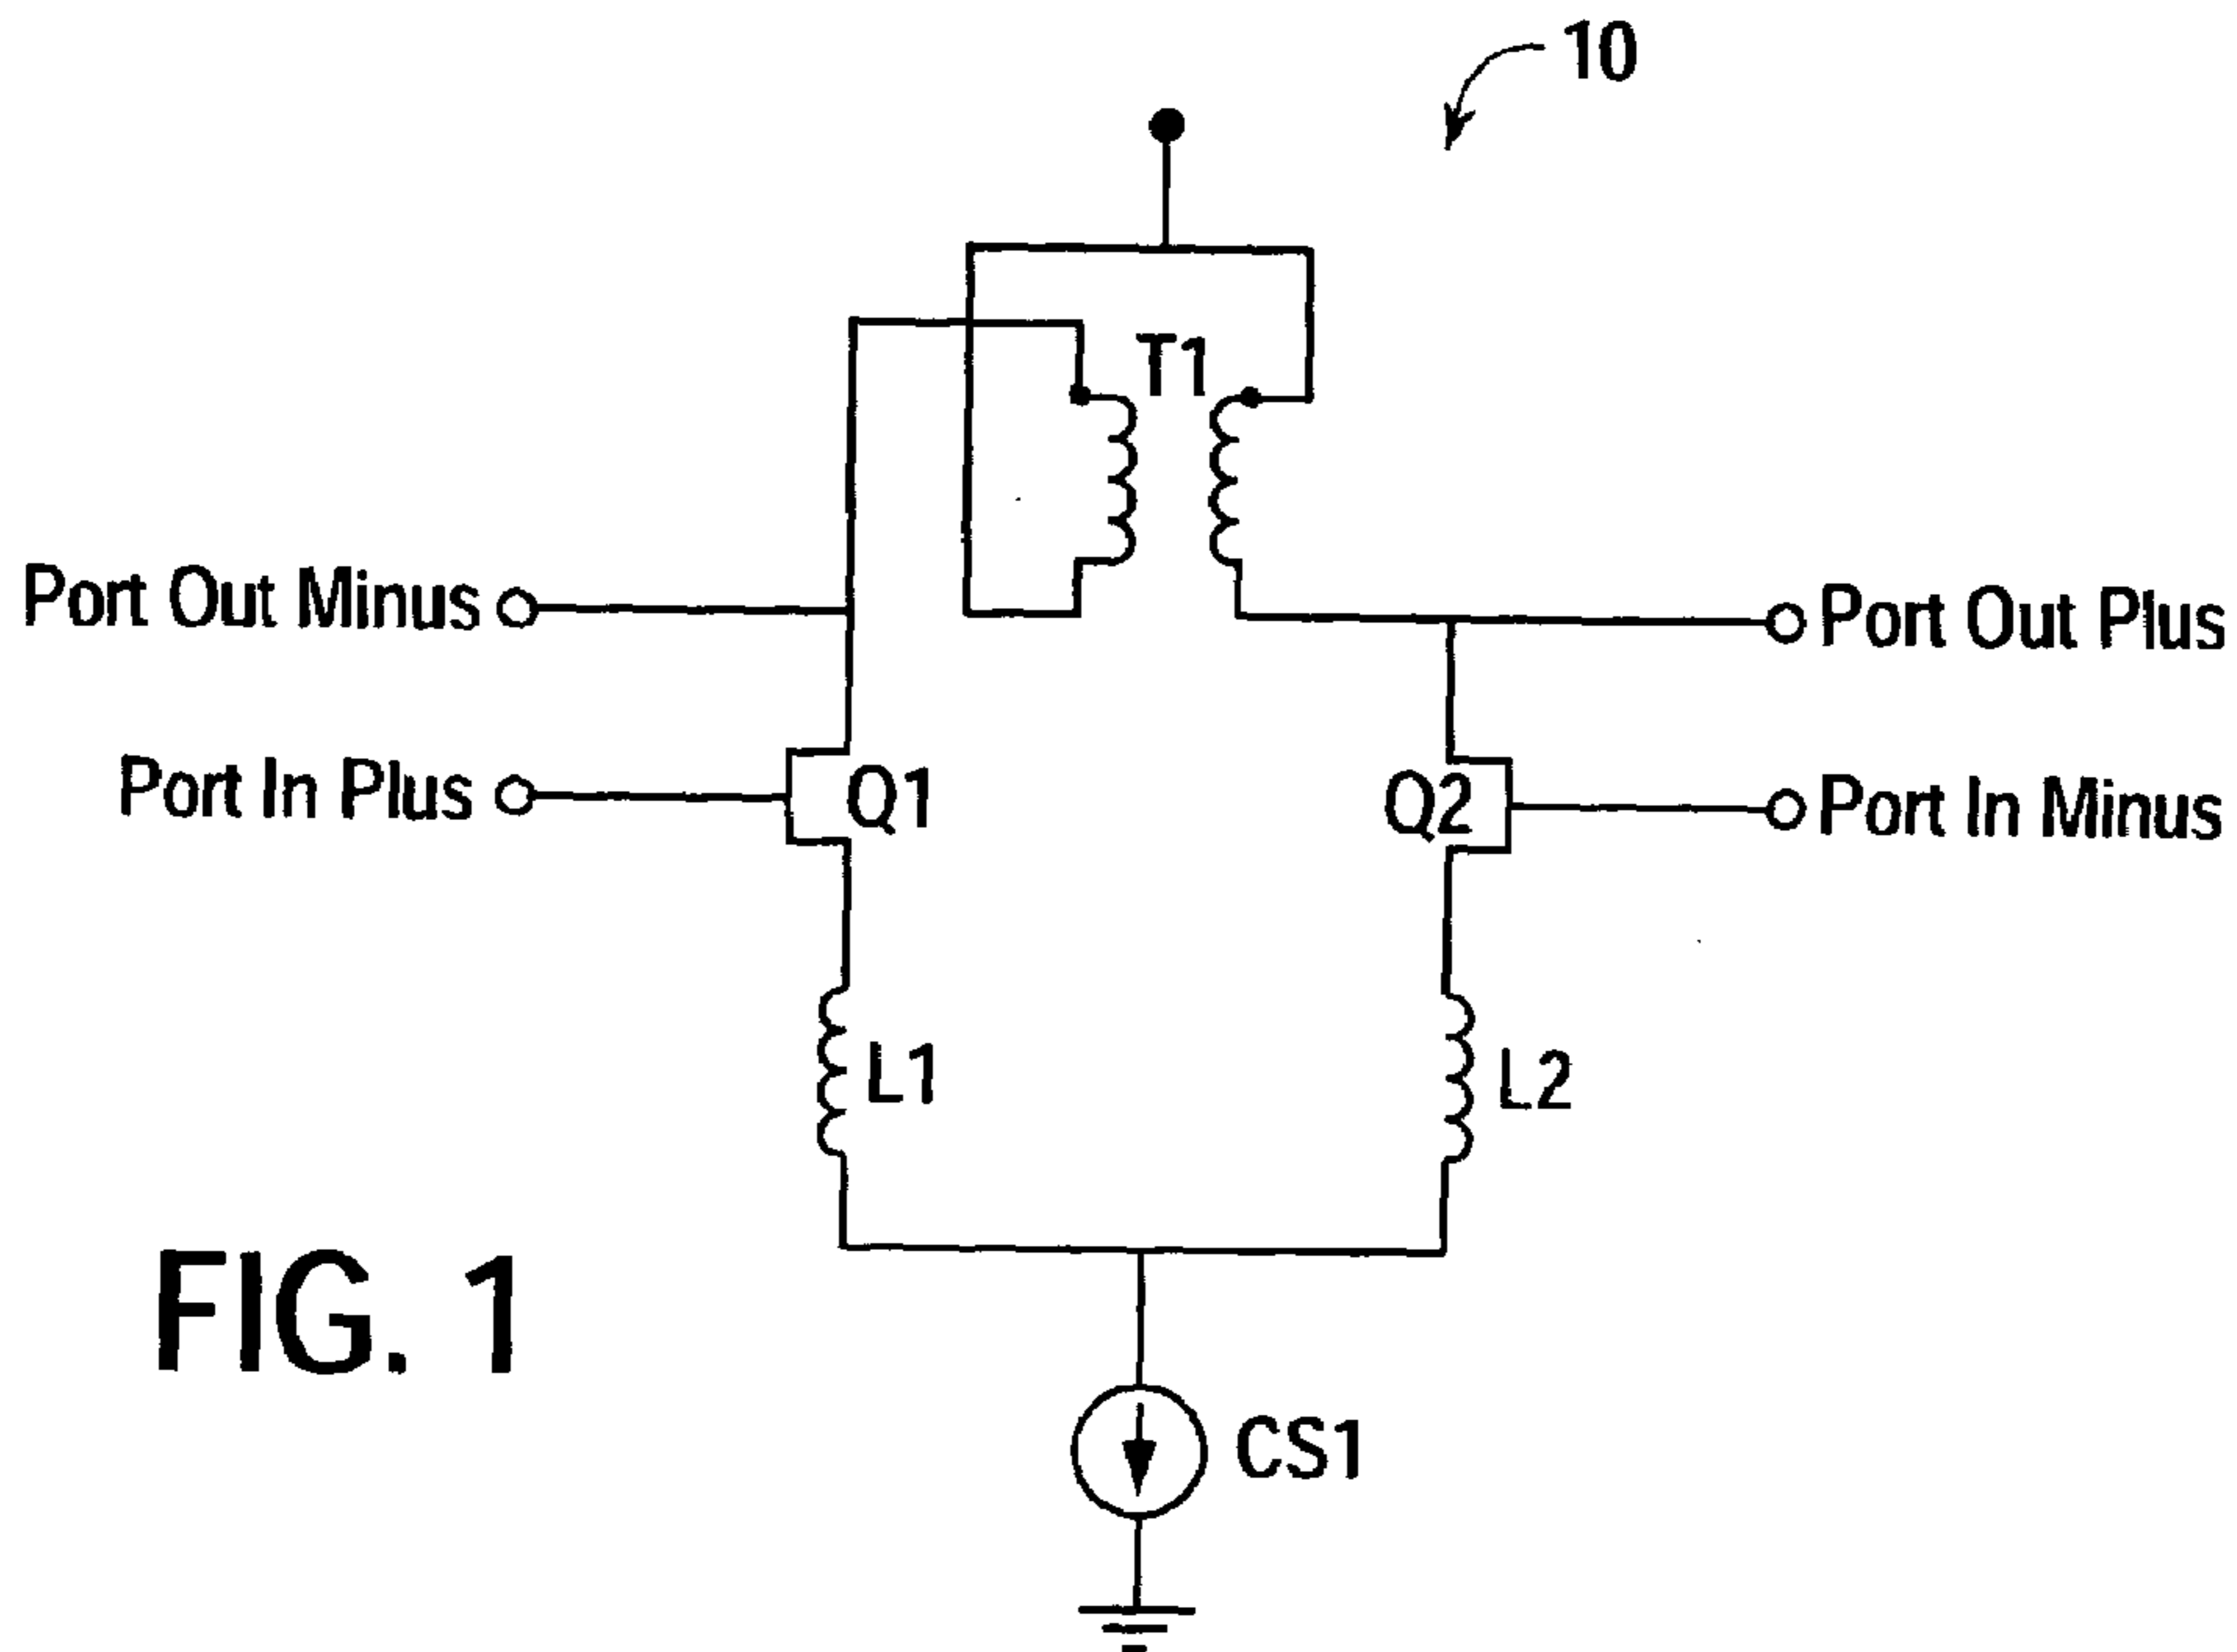 10
T1
Port Out Minus
Port Out Plus
Port In Plus
Q1
Q2
Port In Minus
L1
L2
FIG. 1
CS1